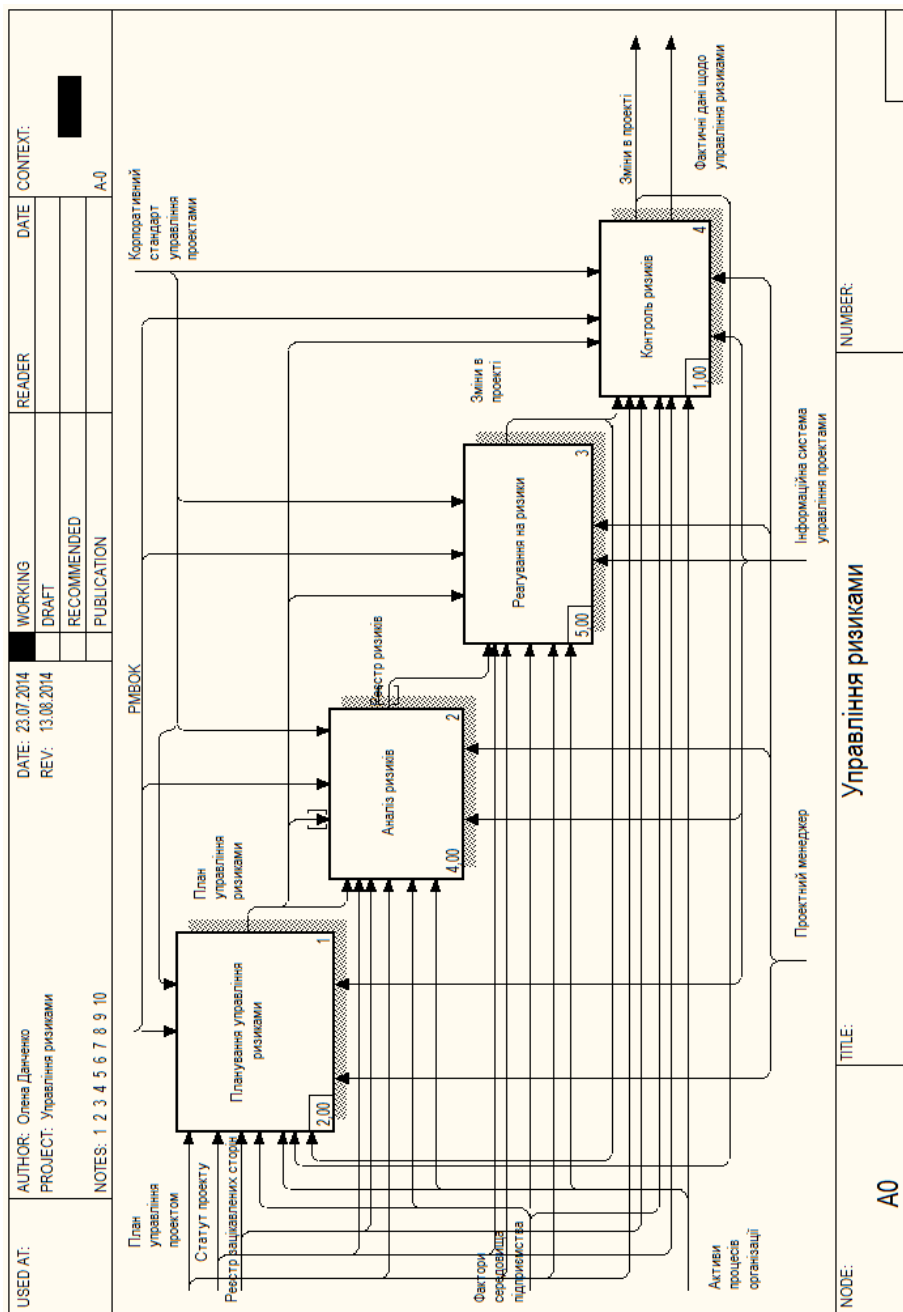 USED AT:
AUTHOR: Олена Данченко
PROJECT: Управління ризиками
NOTES: 1 2 3 4 5 6 7 8 9 10
DATE: 23.07.2014
REV: 13.08.2014
WORKING
DRAFT
RECOMMENDED
PUBLICATION
READER
DATE
CONTEXT:
A-0
План
управління
проектом
Статут проекту
Реєстр зацікавлених сторін
Фактори
середовища
підприємства
Активи
процесів
організації
PMBOK
Корпоративний
стандарт
управління
проектами
Планування управління
ризиками
2,00
1
План
управління
ризиками
Аналіз ризиків
4,00
2
Реєстр ризиків
Реагування на ризики
5,00
3
Зміни в
проекті
Контроль ризиків
1,00
4
Зміни в проекті
Фактичні дані щодо
управління ризиками
Проектний менеджер
Інформаційна система
управління проектами
NODE:
A0
TITLE:
Управління ризиками
NUMBER: